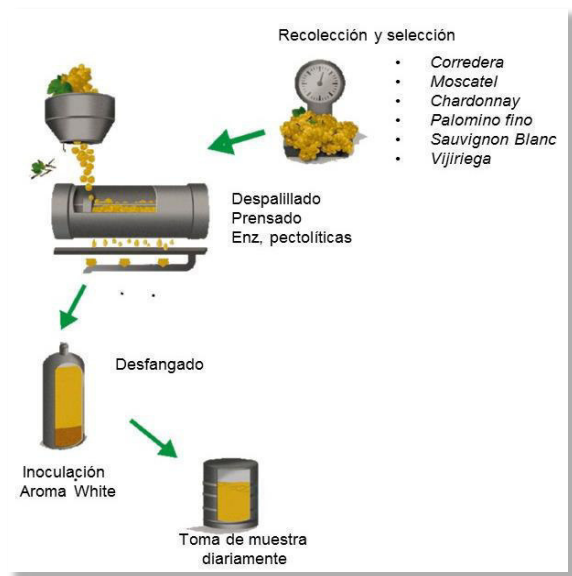 Recolección y selección
• Corredera
• Moscatel
• Chardonnay
• Palomino fino
• Sauvignon Blanc
• Vijiriega
Despalillado
Prensado
Enz, pectolíticas
Desfangado
Inoculación
Aroma White
Toma de muestra
diariamente